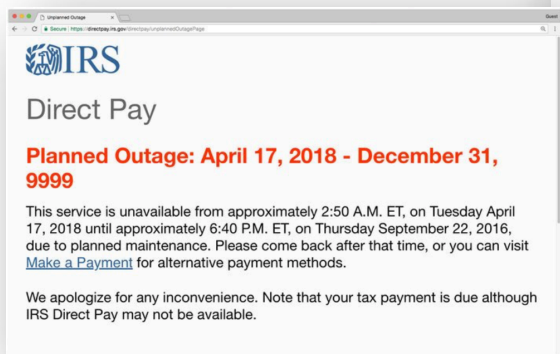 Unplanned Outage
Guest
Secure https://directpay.irs.gov/directpay/unplannedOutagePage
IRS
Direct Pay
Planned Outage: April 17, 2018 - December 31,
9999
This service is unavailable from approximately 2:50 A.M. ET, on Tuesday April
17, 2018 until approximately 6:40 P.M. ET, on Thursday September 22, 2016,
due to planned maintenance. Please come back after that time, or you can visit
Make a Payment for alternative payment methods.
We apologize for any inconvenience. Note that your tax payment is due although
IRS Direct Pay may not be available.